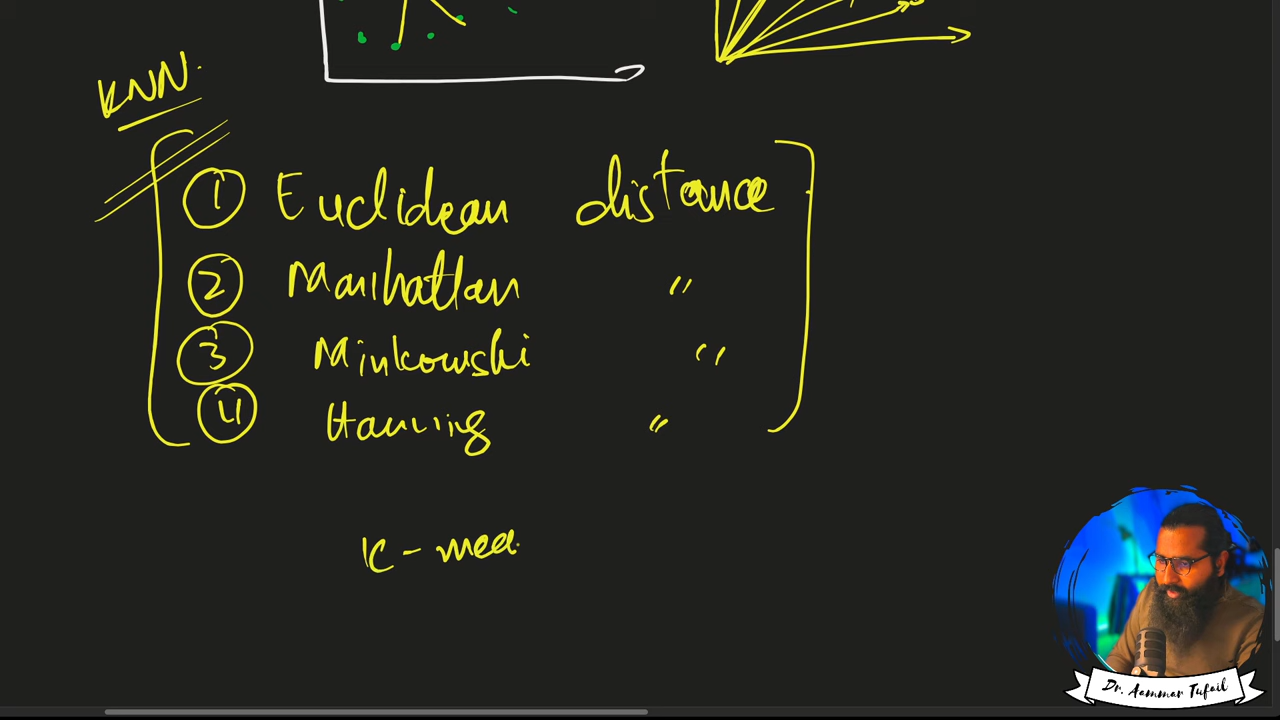 KNN.
① Euclidean distance
② Manhattan "
③ Minkowski "
④ Hamming "
K-mea
Dr. Aammar Tufail